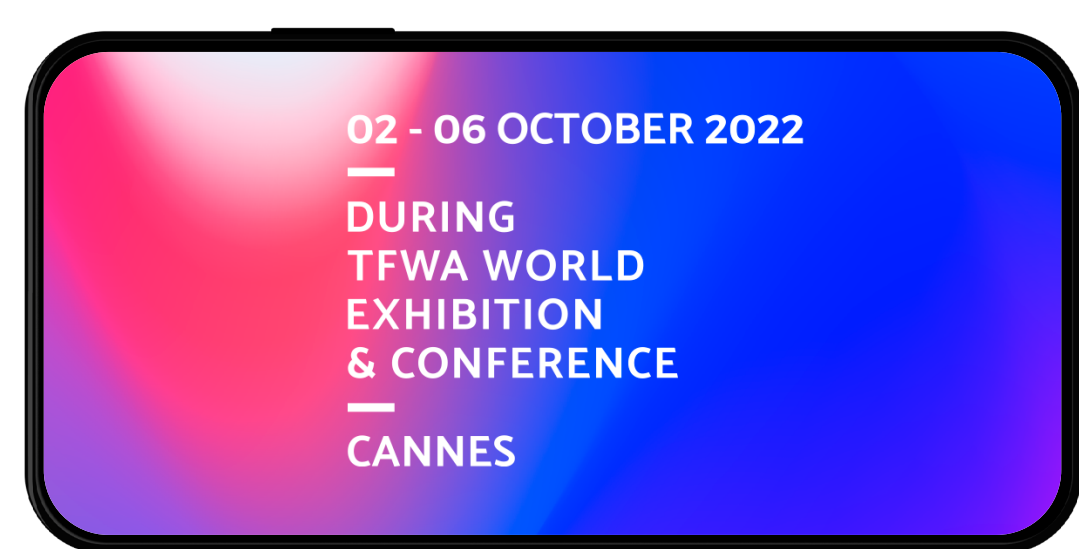 02 - 06 OCTOBER 2022
DURING
TFWA WORLD
EXHIBITION
& CONFERENCE
CANNES